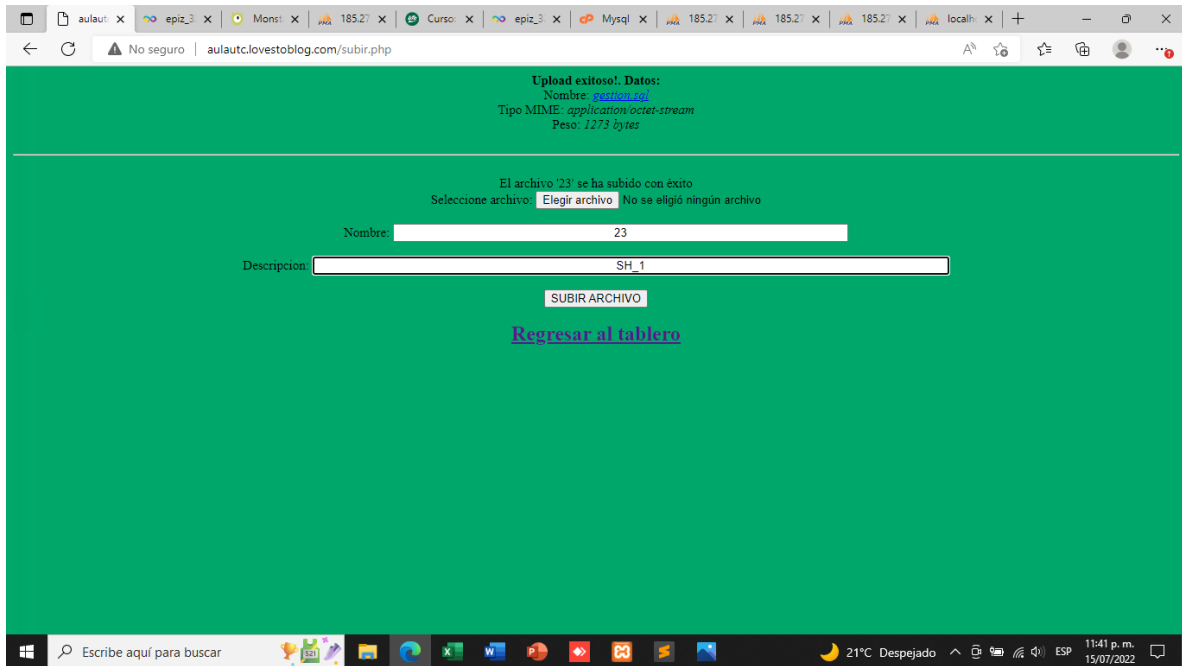 aulaut
epiz_3
Monst
185.27
Curso
epiz_3
Mysql
185.27
185.27
185.27
localh
No seguro
aulautc.lovestoblog.com/subir.php
Upload exitoso!. Datos:
Nombre: gestion.sql
Tipo MIME: application/octet-stream
Peso: 1273 bytes
El archivo '23' se ha subido con éxito
Seleccione archivo: Elegir archivo No se eligió ningún archivo
Nombre: 23
Descripcion: SH_1
SUBIR ARCHIVO
Regresar al tablero
Escribe aquí para buscar
21°C Despejado
ESP
11:41 p. m.
15/07/2022